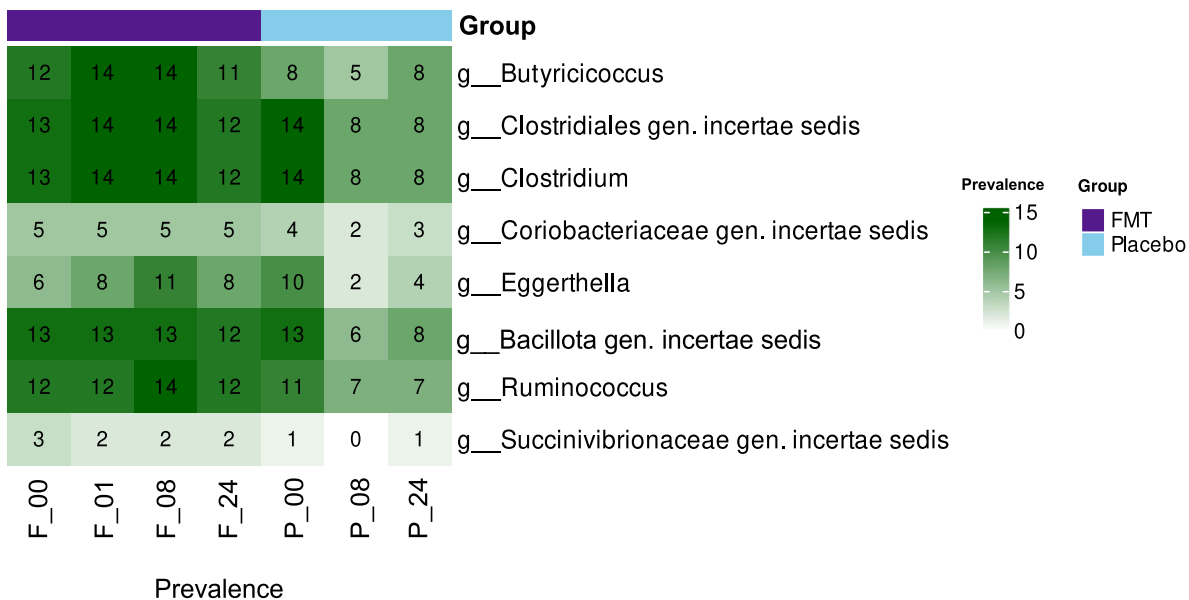 Group
12 14 14 11 8 5 8 g__Butyricicoccus
13 14 14 12 14 8 8 g__Clostridiales gen. incertae sedis
13 14 14 12 14 8 8 g__Clostridium
5 5 5 5 4 2 3 g__Coriobacteriaceae gen. incertae sedis
6 8 11 8 10 2 4 g__Eggerthella
13 13 13 12 13 6 8 g__Bacillota gen. incertae sedis
12 12 14 12 11 7 7 g__Ruminococcus
3 2 2 2 1 0 1 g__Succinivibrionaceae gen. incertae sedis
F_00 F_01 F_08 F_24 P_00 P_08 P_24
Prevalence
Prevalence
15
10
5
0
Group
FMT
Placebo